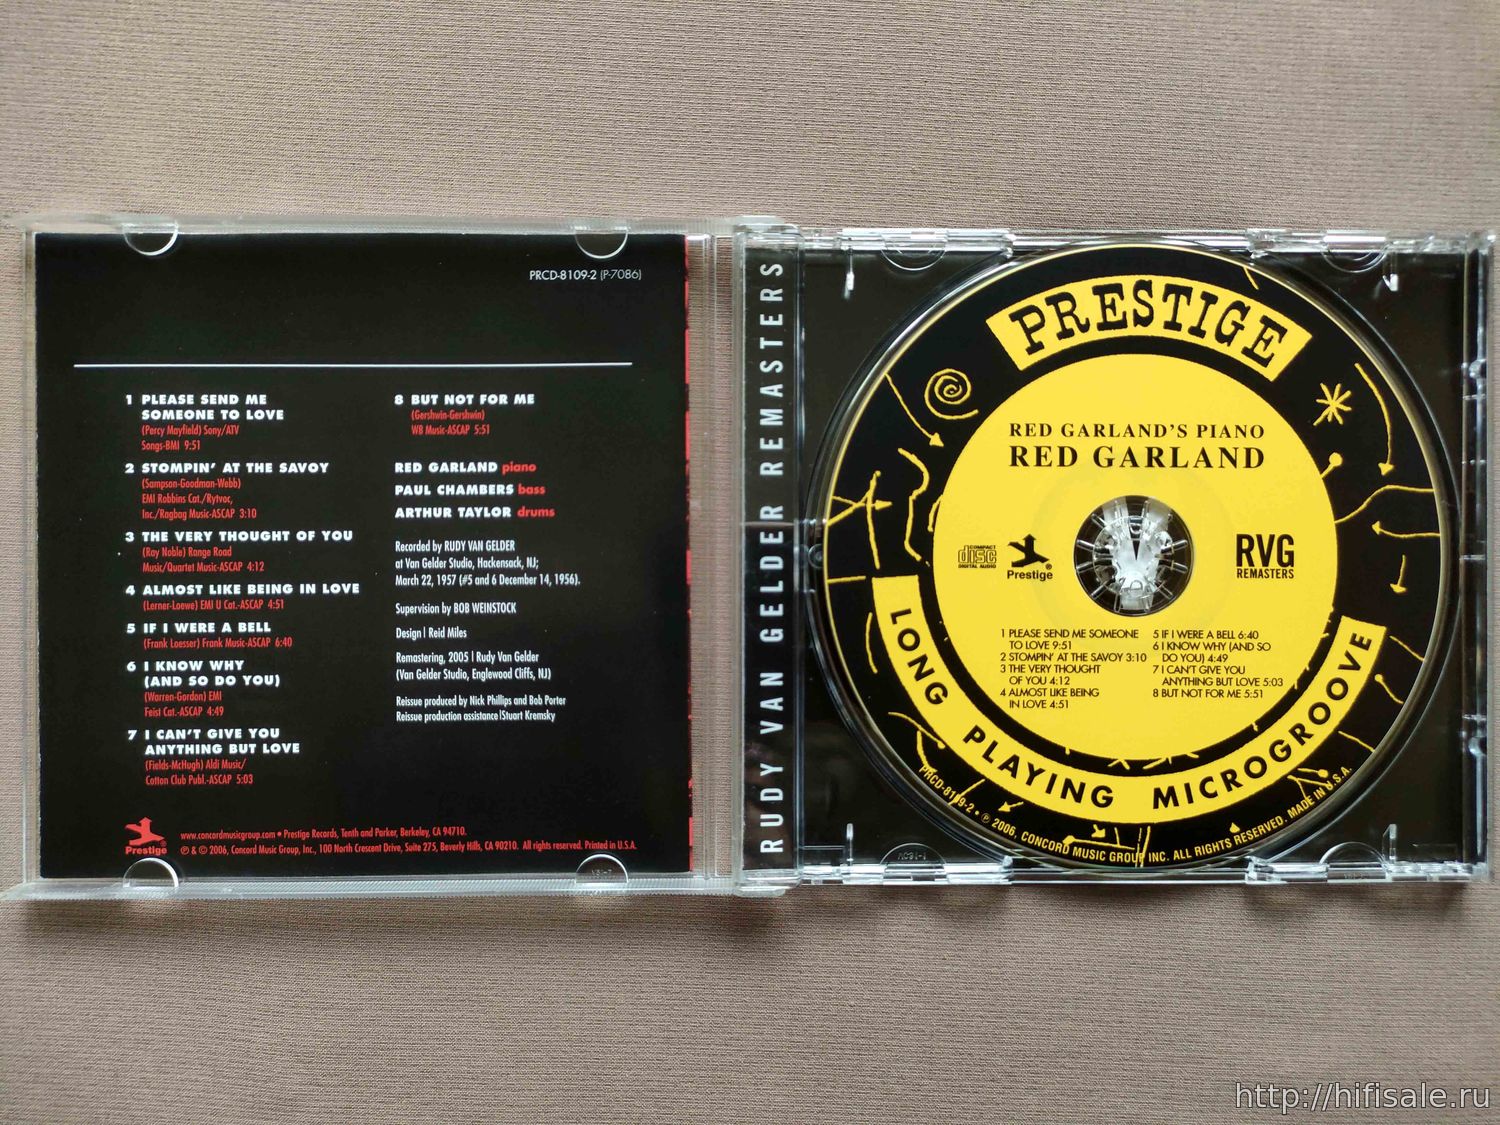 PRCD-8109-2 (P-7086)
1 PLEASE SEND ME
SOMEONE TO LOVE
(Percy Mayfield) Sony/ATV
Songs-BMI 9:51
2 STOMPIN' AT THE SAVOY
(Sampson-Goodman-Webb)
EMI Robbins Cat./Rytvoc,
Inc./Ragbag Music-ASCAP 3:10
3 THE VERY THOUGHT OF YOU
(Ray Noble) Range Road
Music/Quartet Music-ASCAP 4:12
4 ALMOST LIKE BEING IN LOVE
(Lerner-Loewe) EMI U Cat.-ASCAP 4:51
5 IF I WERE A BELL
(Frank Loesser) Frank Music-ASCAP 6:40
6 I KNOW WHY
(AND SO DO YOU)
(Warren-Gordon) EMI
Feist Cat.-ASCAP 4:49
7 I CAN'T GIVE YOU
ANYTHING BUT LOVE
(Fields-McHugh) Aldi Music/
Cotton Club Publ.-ASCAP 5:03
8 BUT NOT FOR ME
(Gershwin-Gershwin)
WB Music-ASCAP 5:51
RED GARLAND piano
PAUL CHAMBERS bass
ARTHUR TAYLOR drums
Recorded by RUDY VAN GELDER
at Van Gelder Studio, Hackensack, NJ;
March 22, 1957 (#5 and 6 December 14, 1956).
Supervision by BOB WEINSTOCK
Design | Reid Miles
Remastering, 2005 | Rudy Van Gelder
(Van Gelder Studio, Englewood Cliffs, NJ)
Reissue produced by Nick Phillips and Bob Porter
Reissue production assistance|Stuart Kremsky
Prestige®
www.concordmusicgroup.com • Prestige Records, Tenth and Parker, Berkeley, CA 94710.
℗ & © 2006, Concord Music Group, Inc., 100 North Crescent Drive, Suite 275, Beverly Hills, CA 90210. All rights reserved. Printed in U.S.A.
RUDY VAN GELDER REMASTERS
PRESTIGE
RED GARLAND'S PIANO
RED GARLAND
COMPACT
disc
DIGITAL AUDIO
Prestige®
RVG
REMASTERS
1 PLEASE SEND ME SOMEONE
TO LOVE 9:51
2 STOMPIN' AT THE SAVOY 3:10
3 THE VERY THOUGHT
OF YOU 4:12
4 ALMOST LIKE BEING
IN LOVE 4:51
5 IF I WERE A BELL 6:40
6 I KNOW WHY (AND SO
DO YOU) 4:49
7 I CAN'T GIVE YOU
ANYTHING BUT LOVE 5:03
8 BUT NOT FOR ME 5:51
LONG PLAYING MICROGROOVE
PRCD-8109-2 • ℗ 2006, CONCORD MUSIC GROUP INC. ALL RIGHTS RESERVED. MADE IN U.S.A.
http://hifisale.ru